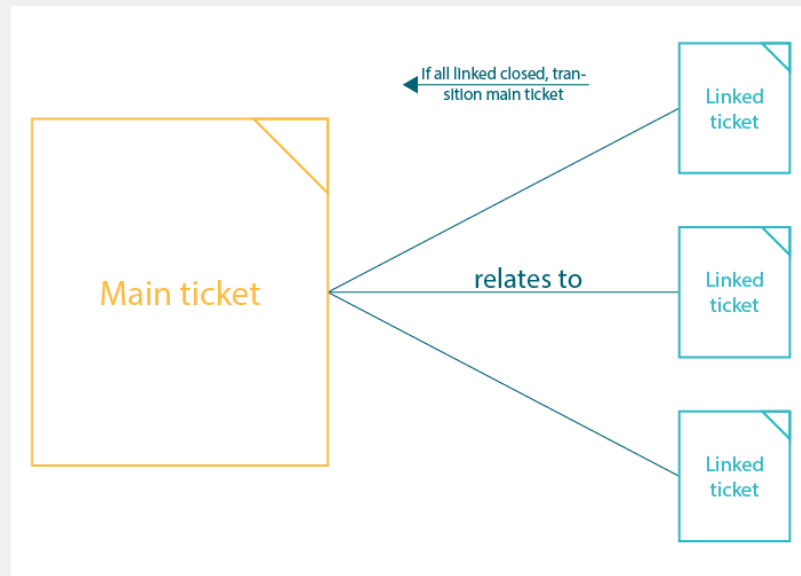 If all linked closed, tran-
sition main ticket
Linked
ticket
Main ticket
relates to
Linked
ticket
Linked
ticket